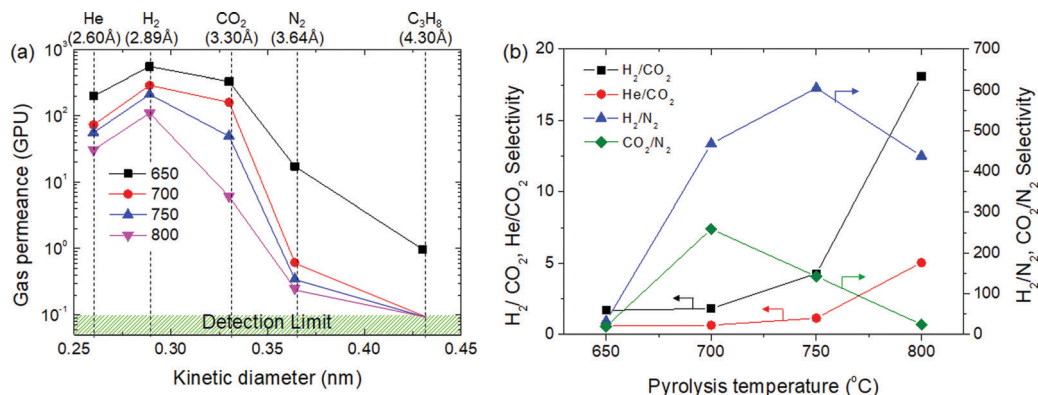 (a)
He H₂ CO₂ N₂ C₃H₈
(2.60Å) (2.89Å) (3.30Å) (3.64Å) (4.30Å)
Gas permeance (GPU)
10³
10²
10¹
10⁰
10⁻¹
650
700
750
800
Detection Limit
0.25 0.30 0.35 0.40 0.45
Kinetic diameter (nm)
(b)
H₂/ CO₂, He/CO₂ Selectivity
20
15
10
5
0
H₂/CO₂
He/CO₂
H₂/N₂
CO₂/N₂
700
600
500
400
300
200
100
0
H₂/N₂, CO₂/N₂ Selectivity
650 700 750 800
Pyrolysis temperature (°C)